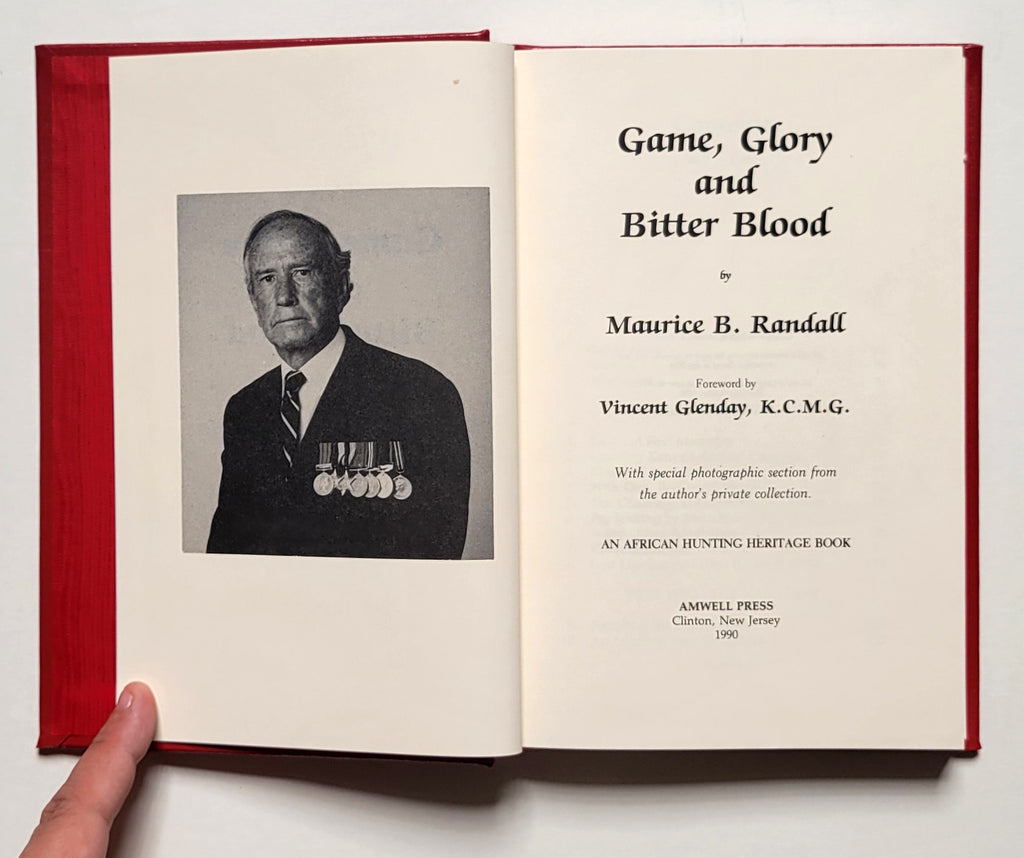 Game, Glory
and
Bitter Blood
by
Maurice B. Randall
Foreword by
Vincent Glenday, K.C.M.G.
With special photographic section from
the author's private collection.
AN AFRICAN HUNTING HERITAGE BOOK
AMWELL PRESS
Clinton, New Jersey
1990